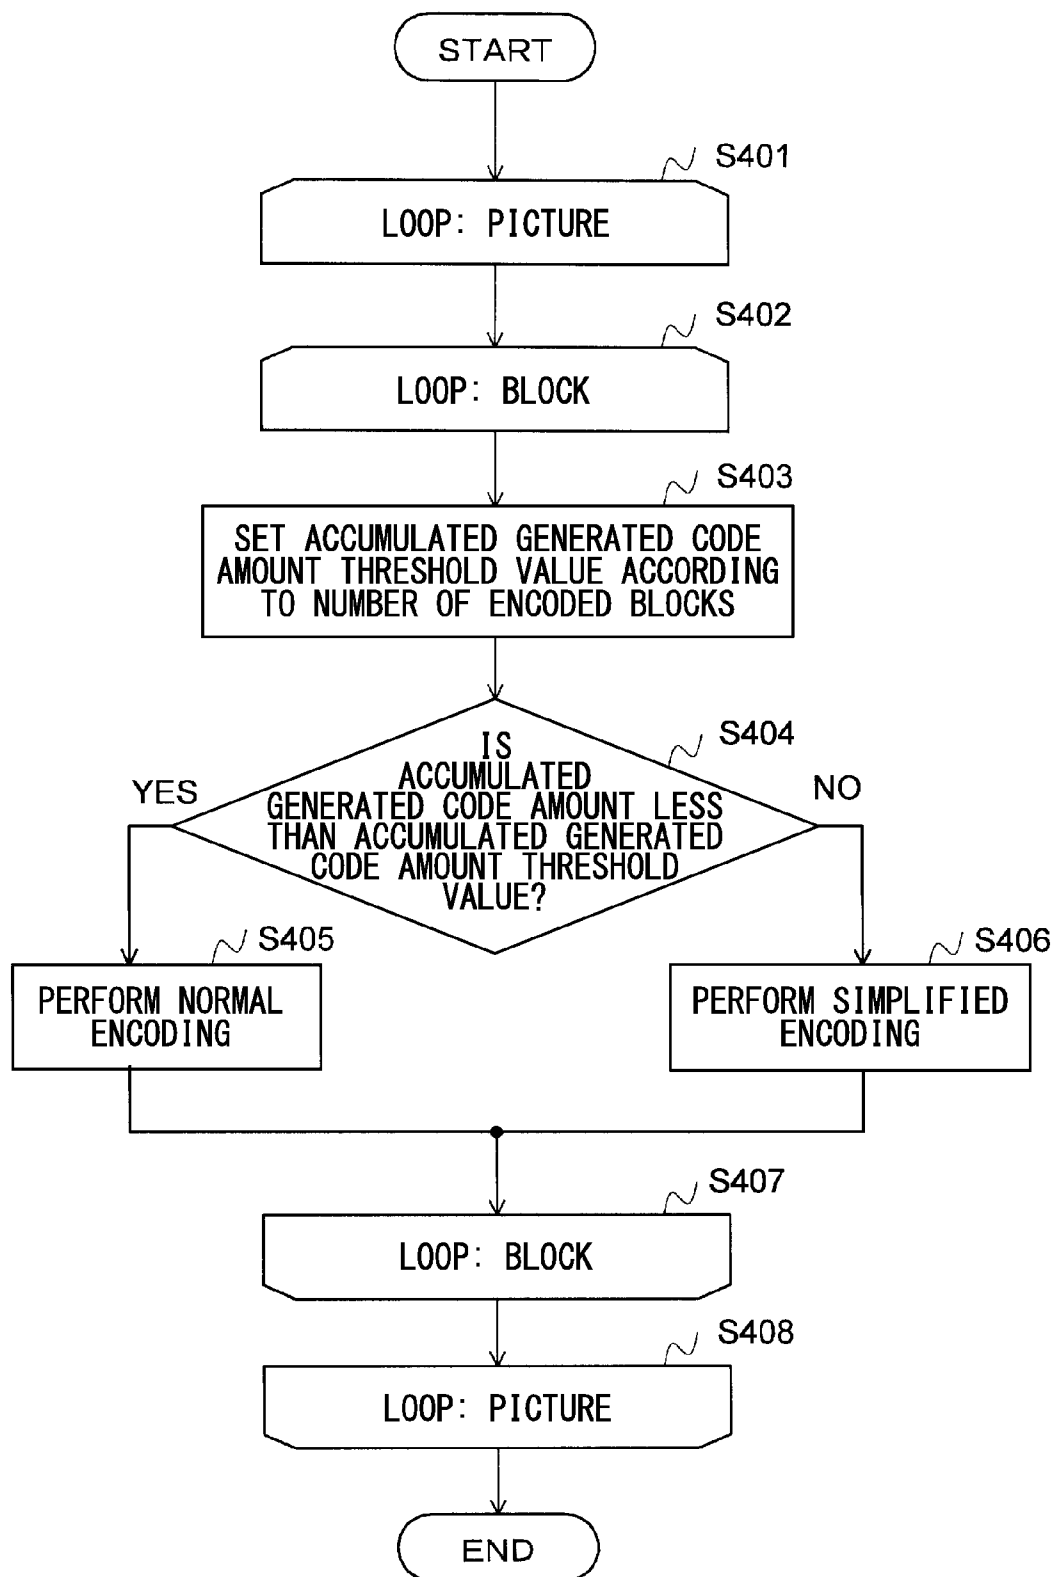 START
S401
LOOP: PICTURE
S402
LOOP: BLOCK
S403
SET ACCUMULATED GENERATED CODE
AMOUNT THRESHOLD VALUE ACCORDING
TO NUMBER OF ENCODED BLOCKS
S404
IS
ACCUMULATED
GENERATED CODE AMOUNT LESS
THAN ACCUMULATED GENERATED
CODE AMOUNT THRESHOLD
VALUE?
YES
NO
S405
PERFORM NORMAL
ENCODING
S406
PERFORM SIMPLIFIED
ENCODING
S407
LOOP: BLOCK
S408
LOOP: PICTURE
END